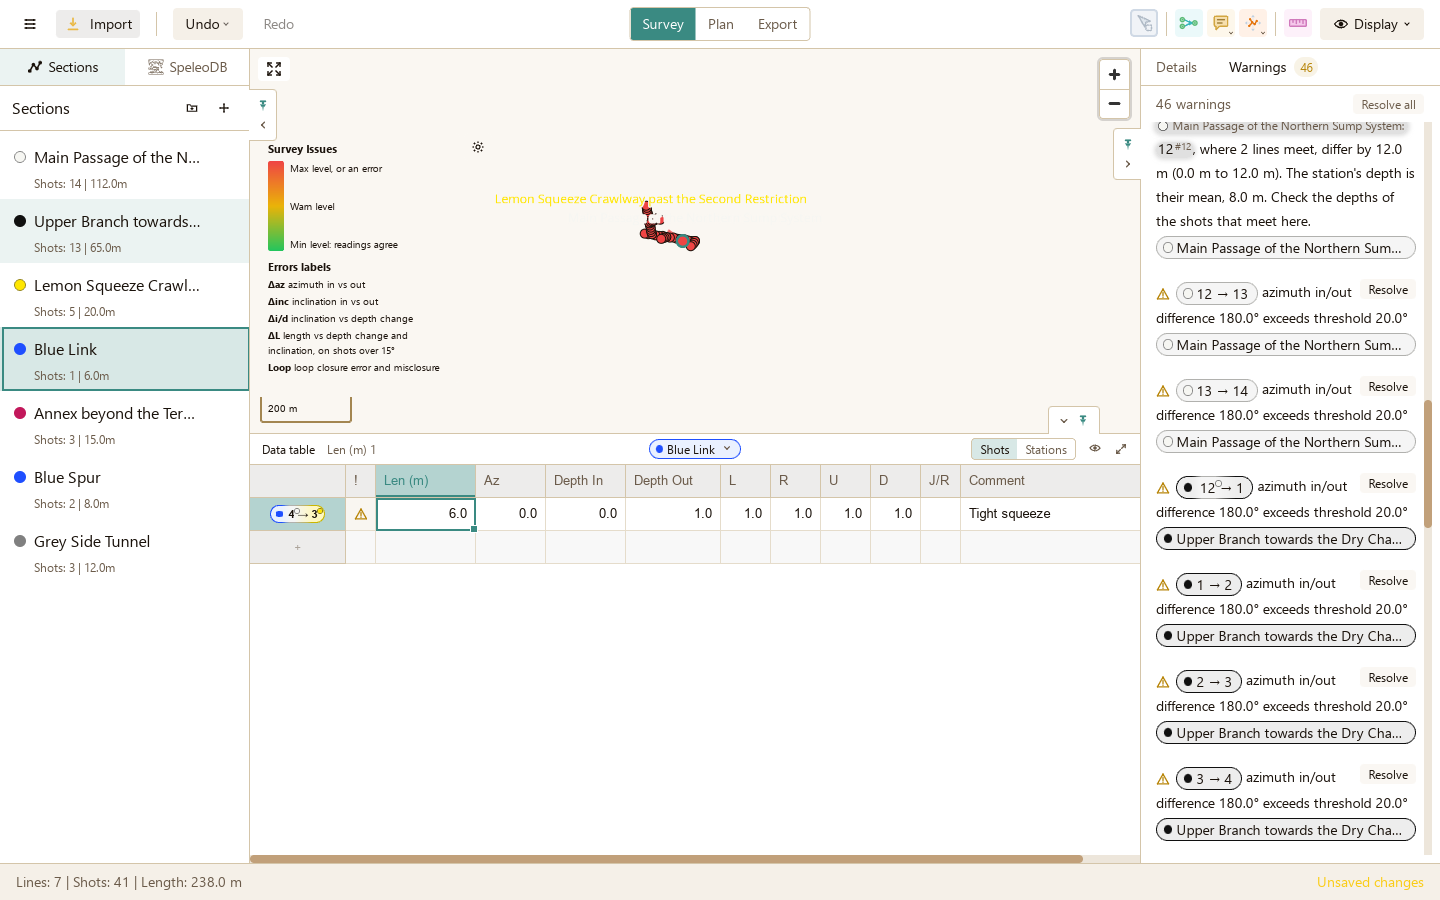 Import
Undo
Redo
Survey
Plan
Export
Display
Sections
SpeleoDB
Sections
Main Passage of the N...
Shots: 14 | 112.0m
Upper Branch towards...
Shots: 13 | 65.0m
Lemon Squeeze Crawl...
Shots: 5 | 20.0m
Blue Link
Shots: 1 | 6.0m
Annex beyond the Ter...
Shots: 3 | 15.0m
Blue Spur
Shots: 2 | 8.0m
Grey Side Tunnel
Shots: 3 | 12.0m
Survey Issues
Max level, or an error
Warn level
Min level: readings agree
Errors labels
Δaz azimuth in vs out
Δinc inclination in vs out
Δi/d inclination vs depth change
ΔL length vs depth change and
inclination, on shots over 15°
Loop loop closure error and misclosure
200 m
Lemon Squeeze Crawlway past the Second Restriction
Data table Len (m) 1
Blue Link
Shots
Stations
! Len (m) Az Depth In Depth Out L R U D J/R Comment
4 → 3 6.0 0.0 0.0 1.0 1.0 1.0 1.0 1.0 Tight squeeze
+
Details
Warnings 46
46 warnings
Resolve all
Main Passage of the Northern Sump System:
12#12, where 2 lines meet, differ by 12.0
m (0.0 m to 12.0 m). The station's depth is
their mean, 8.0 m. Check the depths of
the shots that meet here.
Main Passage of the Northern Sum...
12 → 13 azimuth in/out Resolve
difference 180.0° exceeds threshold 20.0°
Main Passage of the Northern Sum...
13 → 14 azimuth in/out Resolve
difference 180.0° exceeds threshold 20.0°
Main Passage of the Northern Sum...
12 → 1 azimuth in/out Resolve
difference 180.0° exceeds threshold 20.0°
Upper Branch towards the Dry Cha...
1 → 2 azimuth in/out Resolve
difference 180.0° exceeds threshold 20.0°
Upper Branch towards the Dry Cha...
2 → 3 azimuth in/out Resolve
difference 180.0° exceeds threshold 20.0°
Upper Branch towards the Dry Cha...
3 → 4 azimuth in/out Resolve
difference 180.0° exceeds threshold 20.0°
Upper Branch towards the Dry Cha...
Lines: 7 | Shots: 41 | Length: 238.0 m
Unsaved changes